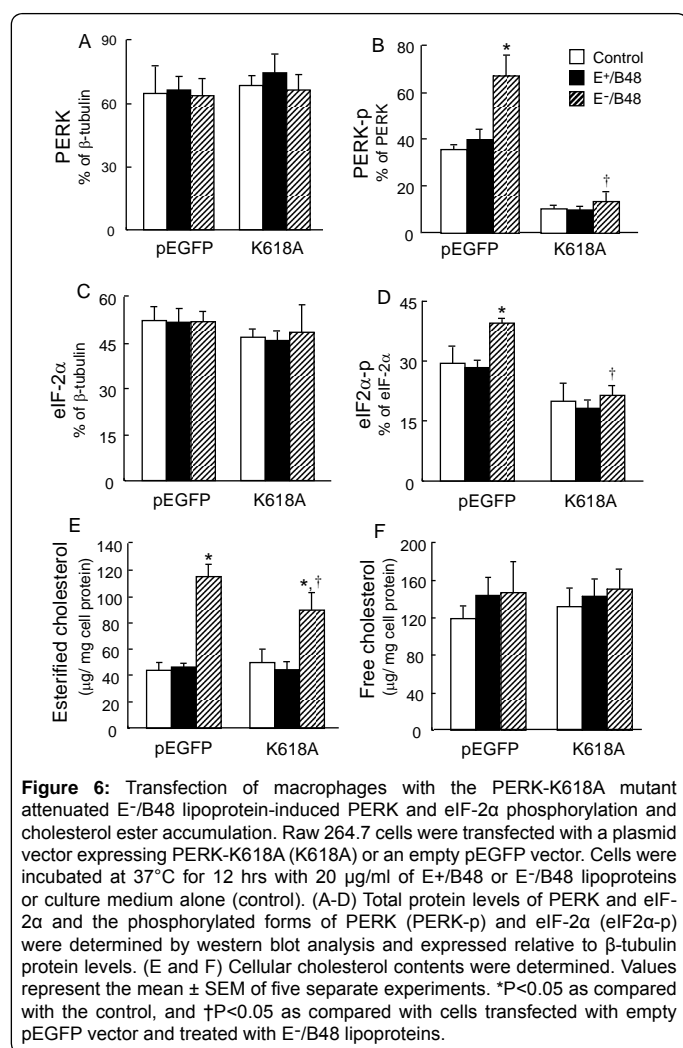 A
PERK
% of β-tubulin
90
60
30
0
pEGFP
K618A
B
PERK-p
% of PERK
80
60
40
20
0
*
†
pEGFP
K618A
Control
E+/B48
E-/B48
C
eIF-2α
% of β-tubulin
60
45
30
15
0
pEGFP
K618A
D
eIF2α-p
% of eIF-2α
45
30
15
0
*
†
pEGFP
K618A
E
Esterified cholesterol
(μg/ mg cell protein)
140
120
100
80
60
40
20
0
*
*, †
pEGFP
K618A
F
Free cholesterol
(μg/ mg cell protein)
200
160
120
80
40
0
pEGFP
K618A
Figure 6: Transfection of macrophages with the PERK-K618A mutant
attenuated E-/B48 lipoprotein-induced PERK and eIF-2α phosphorylation and
cholesterol ester accumulation. Raw 264.7 cells were transfected with a plasmid
vector expressing PERK-K618A (K618A) or an empty pEGFP vector. Cells were
incubated at 37°C for 12 hrs with 20 μg/ml of E+/B48 or E-/B48 lipoproteins
or culture medium alone (control). (A-D) Total protein levels of PERK and eIF-
2α and the phosphorylated forms of PERK (PERK-p) and eIF-2α (eIF2α-p)
were determined by western blot analysis and expressed relative to β-tubulin
protein levels. (E and F) Cellular cholesterol contents were determined. Values
represent the mean ± SEM of five separate experiments. *P<0.05 as compared
with the control, and †P<0.05 as compared with cells transfected with empty
pEGFP vector and treated with E-/B48 lipoproteins.